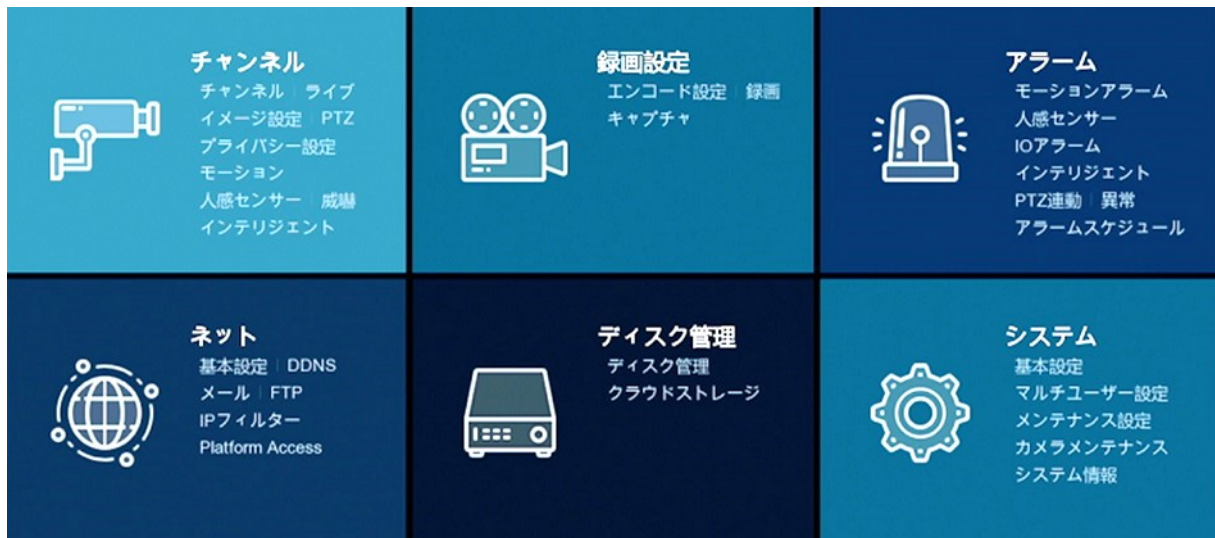 チャンネル
チャンネル | ライブ
イメージ設定 | PTZ
プライバシー設定
モーション
人感センサー | 威嚇
インテリジェント
録画設定
エンコード設定 | 録画
キャプチャ
アラーム
モーションアラーム
人感センサー
IOアラーム
インテリジェント
PTZ連動 | 異常
アラームスケジュール
ネット
基本設定 | DDNS
メール | FTP
IPフィルター
Platform Access
ディスク管理
ディスク管理
クラウドストレージ
システム
基本設定
マルチユーザー設定
メンテナンス設定
カメラメンテナンス
システム情報